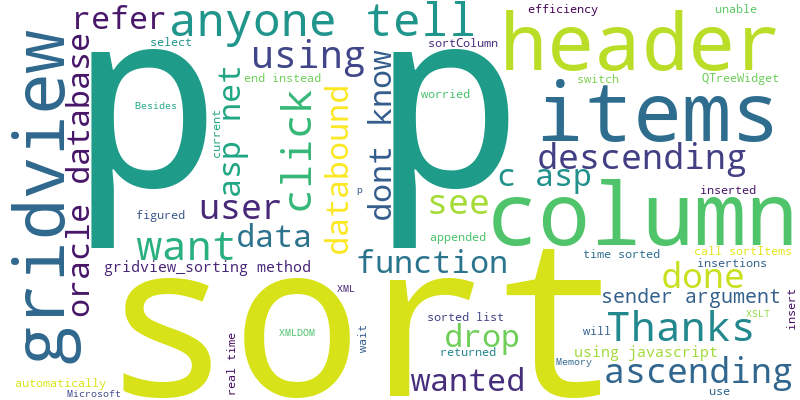 refer
anyone tell
efficiency
unable
header
select
using
sortColumn
end instead
switch
QTreeWidget
gridview
oracle database
p p
Besides
current
asp net
click
databound
dont know
worried
items
descending
c asp
inserted
user
figured
p
see
column
want
data
appended
gridview_sorting method
function
time sorted
call sortItems
insertions
done
sort
XML
sender argument
insert
sorted list
XSLT
XMLDOM
real time
wait
drop
will
Thanks
returned
using javascript
Memory
automatically
Microsoft
wanted
ascending
use